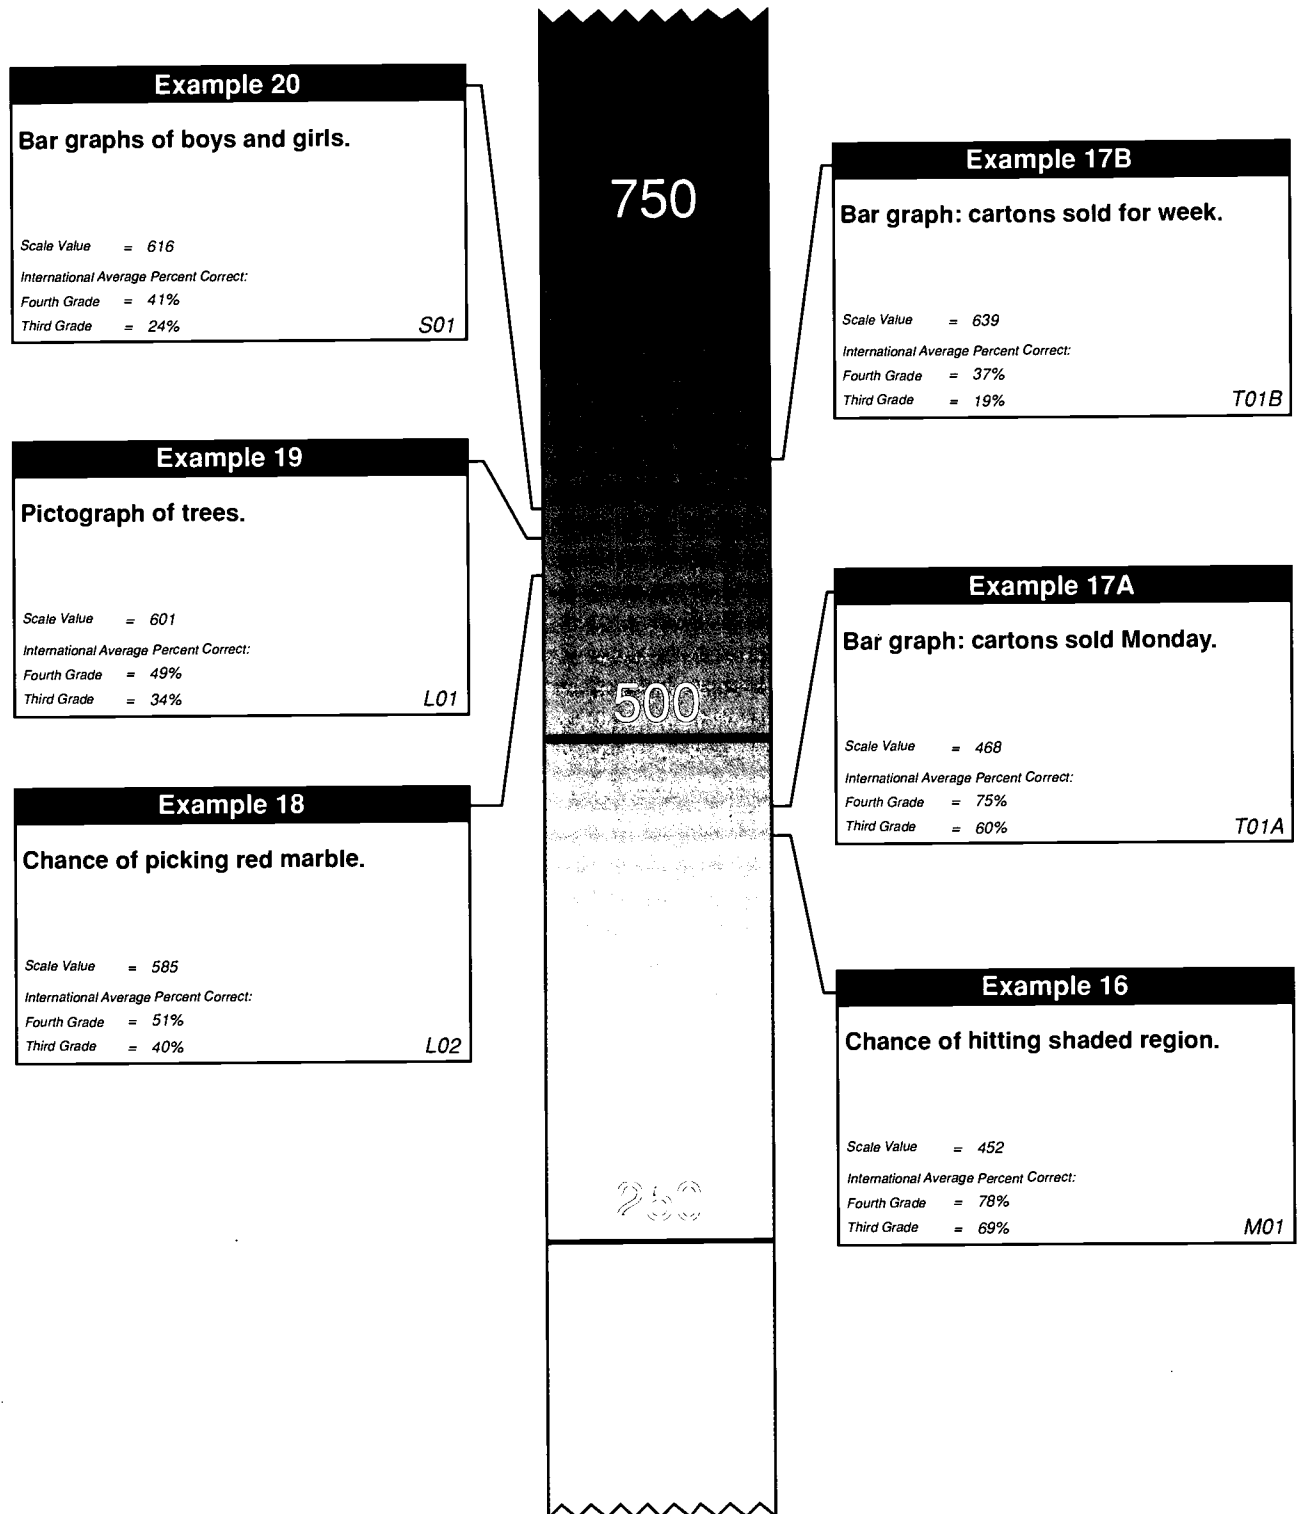 Example 20
Bar graphs of boys and girls.
Scale Value = 616
International Average Percent Correct:
Fourth Grade = 41%
Third Grade = 24%
S01
Example 19
Pictograph of trees.
Scale Value = 601
International Average Percent Correct:
Fourth Grade = 49%
Third Grade = 34%
L01
Example 18
Chance of picking red marble.
Scale Value = 585
International Average Percent Correct:
Fourth Grade = 51%
Third Grade = 40%
L02
750
500
250
Example 17B
Bar graph: cartons sold for week.
Scale Value = 639
International Average Percent Correct:
Fourth Grade = 37%
Third Grade = 19%
T01B
Example 17A
Bar graph: cartons sold Monday.
Scale Value = 468
International Average Percent Correct:
Fourth Grade = 75%
Third Grade = 60%
T01A
Example 16
Chance of hitting shaded region.
Scale Value = 452
International Average Percent Correct:
Fourth Grade = 78%
Third Grade = 69%
M01